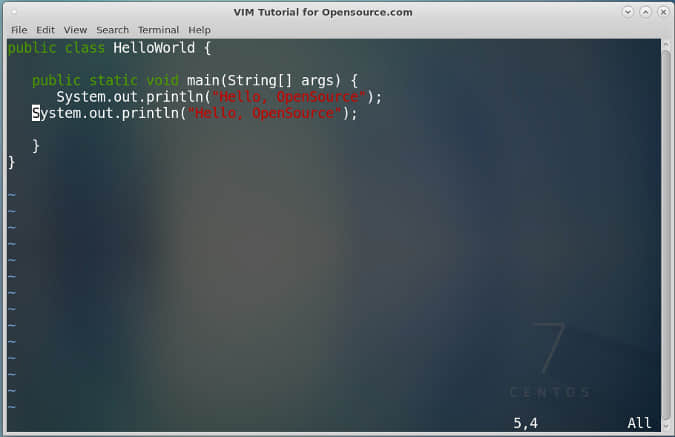 VIM Tutorial for Opensource.com
File Edit View Search Terminal Help
public class HelloWorld {
public static void main(String[] args) {
System.out.println("Hello, OpenSource");
System.out.println("Hello, OpenSource");
}
}
~
~
~
~
~
~
~
~
~
~
~
~
~
~
7
CENTOS
5,4 All